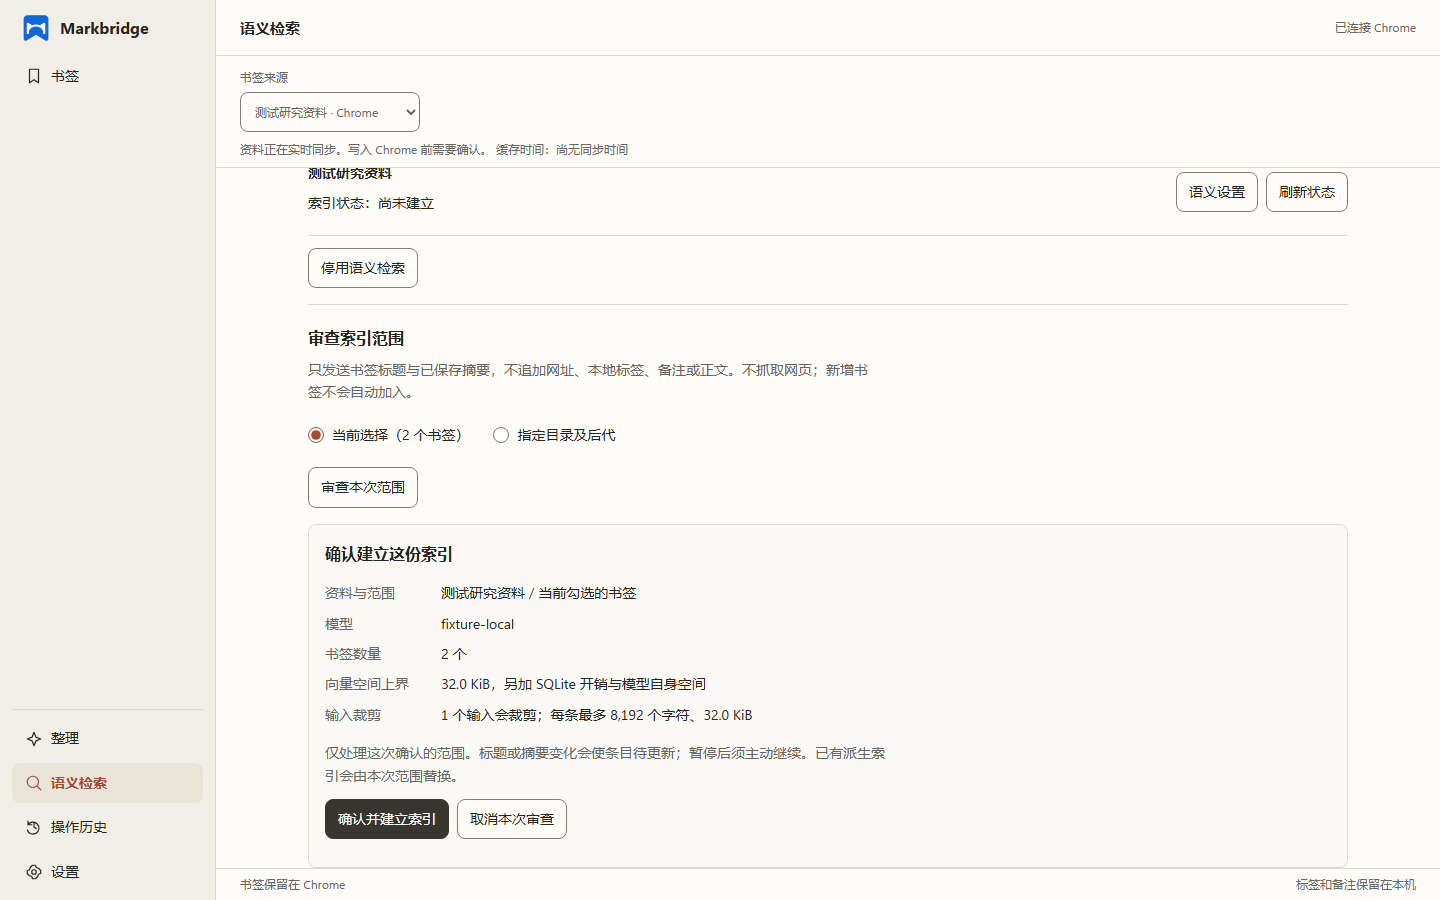 Markbridge
书签
整理
语义检索
操作历史
设置
语义检索
已连接 Chrome
书签来源
测试研究资料 · Chrome
资料正在实时同步。写入 Chrome 前需要确认。 缓存时间：尚无同步时间
测试研究资料
索引状态：尚未建立
语义设置
刷新状态
停用语义检索
审查索引范围
只发送书签标题与已保存摘要，不追加网址、本地标签、备注或正文。不抓取网页；新增书
签不会自动加入。
当前选择（2 个书签）
指定目录及后代
审查本次范围
确认建立这份索引
资料与范围 测试研究资料 / 当前勾选的书签
模型 fixture-local
书签数量 2 个
向量空间上界 32.0 KiB，另加 SQLite 开销与模型自身空间
输入裁剪 1 个输入会裁剪；每条最多 8,192 个字符、32.0 KiB
仅处理这次确认的范围。标题或摘要变化会使条目待更新；暂停后须主动继续。已有派生索
引会由本次范围替换。
确认并建立索引
取消本次审查
书签保留在 Chrome
标签和备注保留在本机